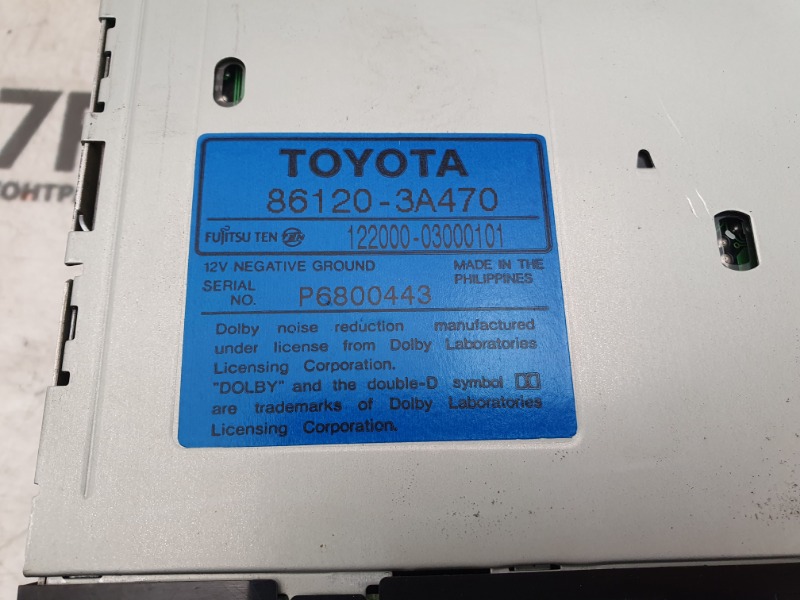 TOYOTA
86120-3A470
FUJITSU TEN TEN 122000-03000101
12V NEGATIVE GROUND MADE IN THE PHILIPPINES
SERIAL NO. P6800443
Dolby noise reduction manufactured
under license from Dolby Laboratories
Licensing Corporation.
"DOLBY" and the double-D symbol
are trademarks of Dolby Laboratories
Licensing Corporation.